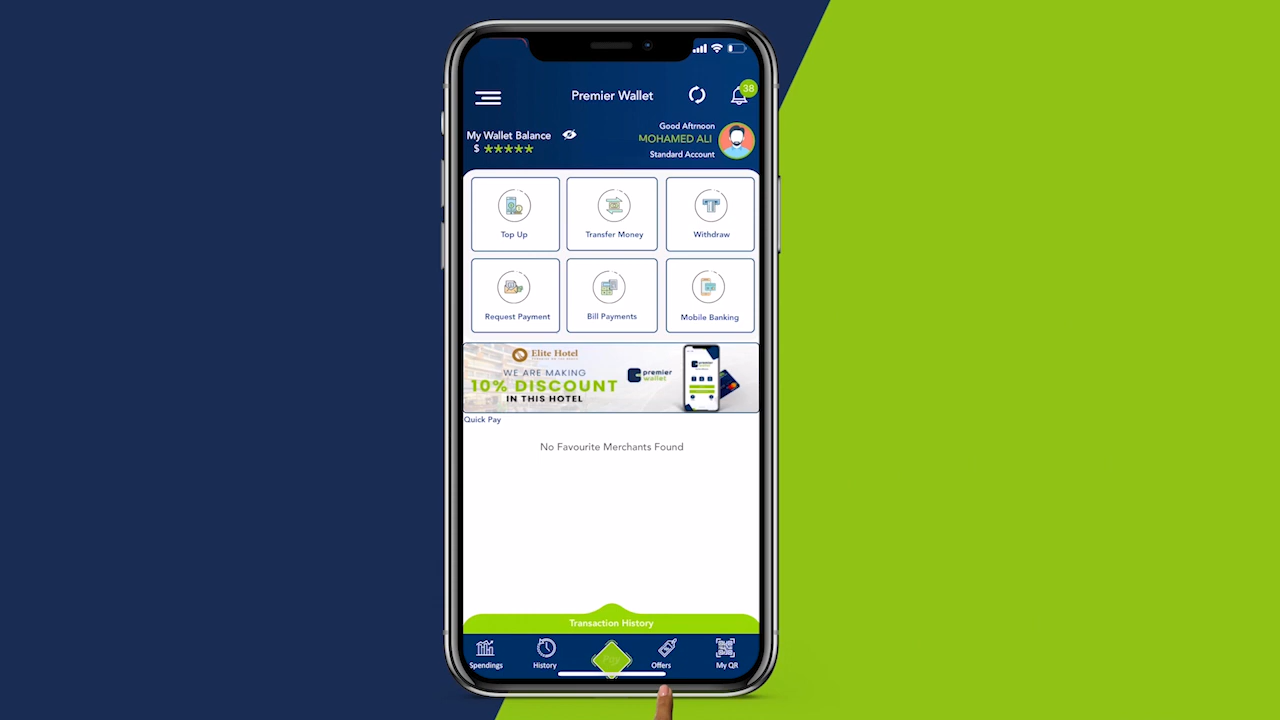 Premier Wallet
38
My Wallet Balance
$ *****
Good Aftrnoon
MOHAMED ALI
Standard Account
Top Up
Transfer Money
Withdraw
Request Payment
Bill Payments
Mobile Banking
Elite Hotel
WE ARE MAKING
10% DISCOUNT
IN THIS HOTEL
premier
wallet
Quick Pay
No Favourite Merchants Found
Transaction History
Spendings
History
Pay
Offers
My QR